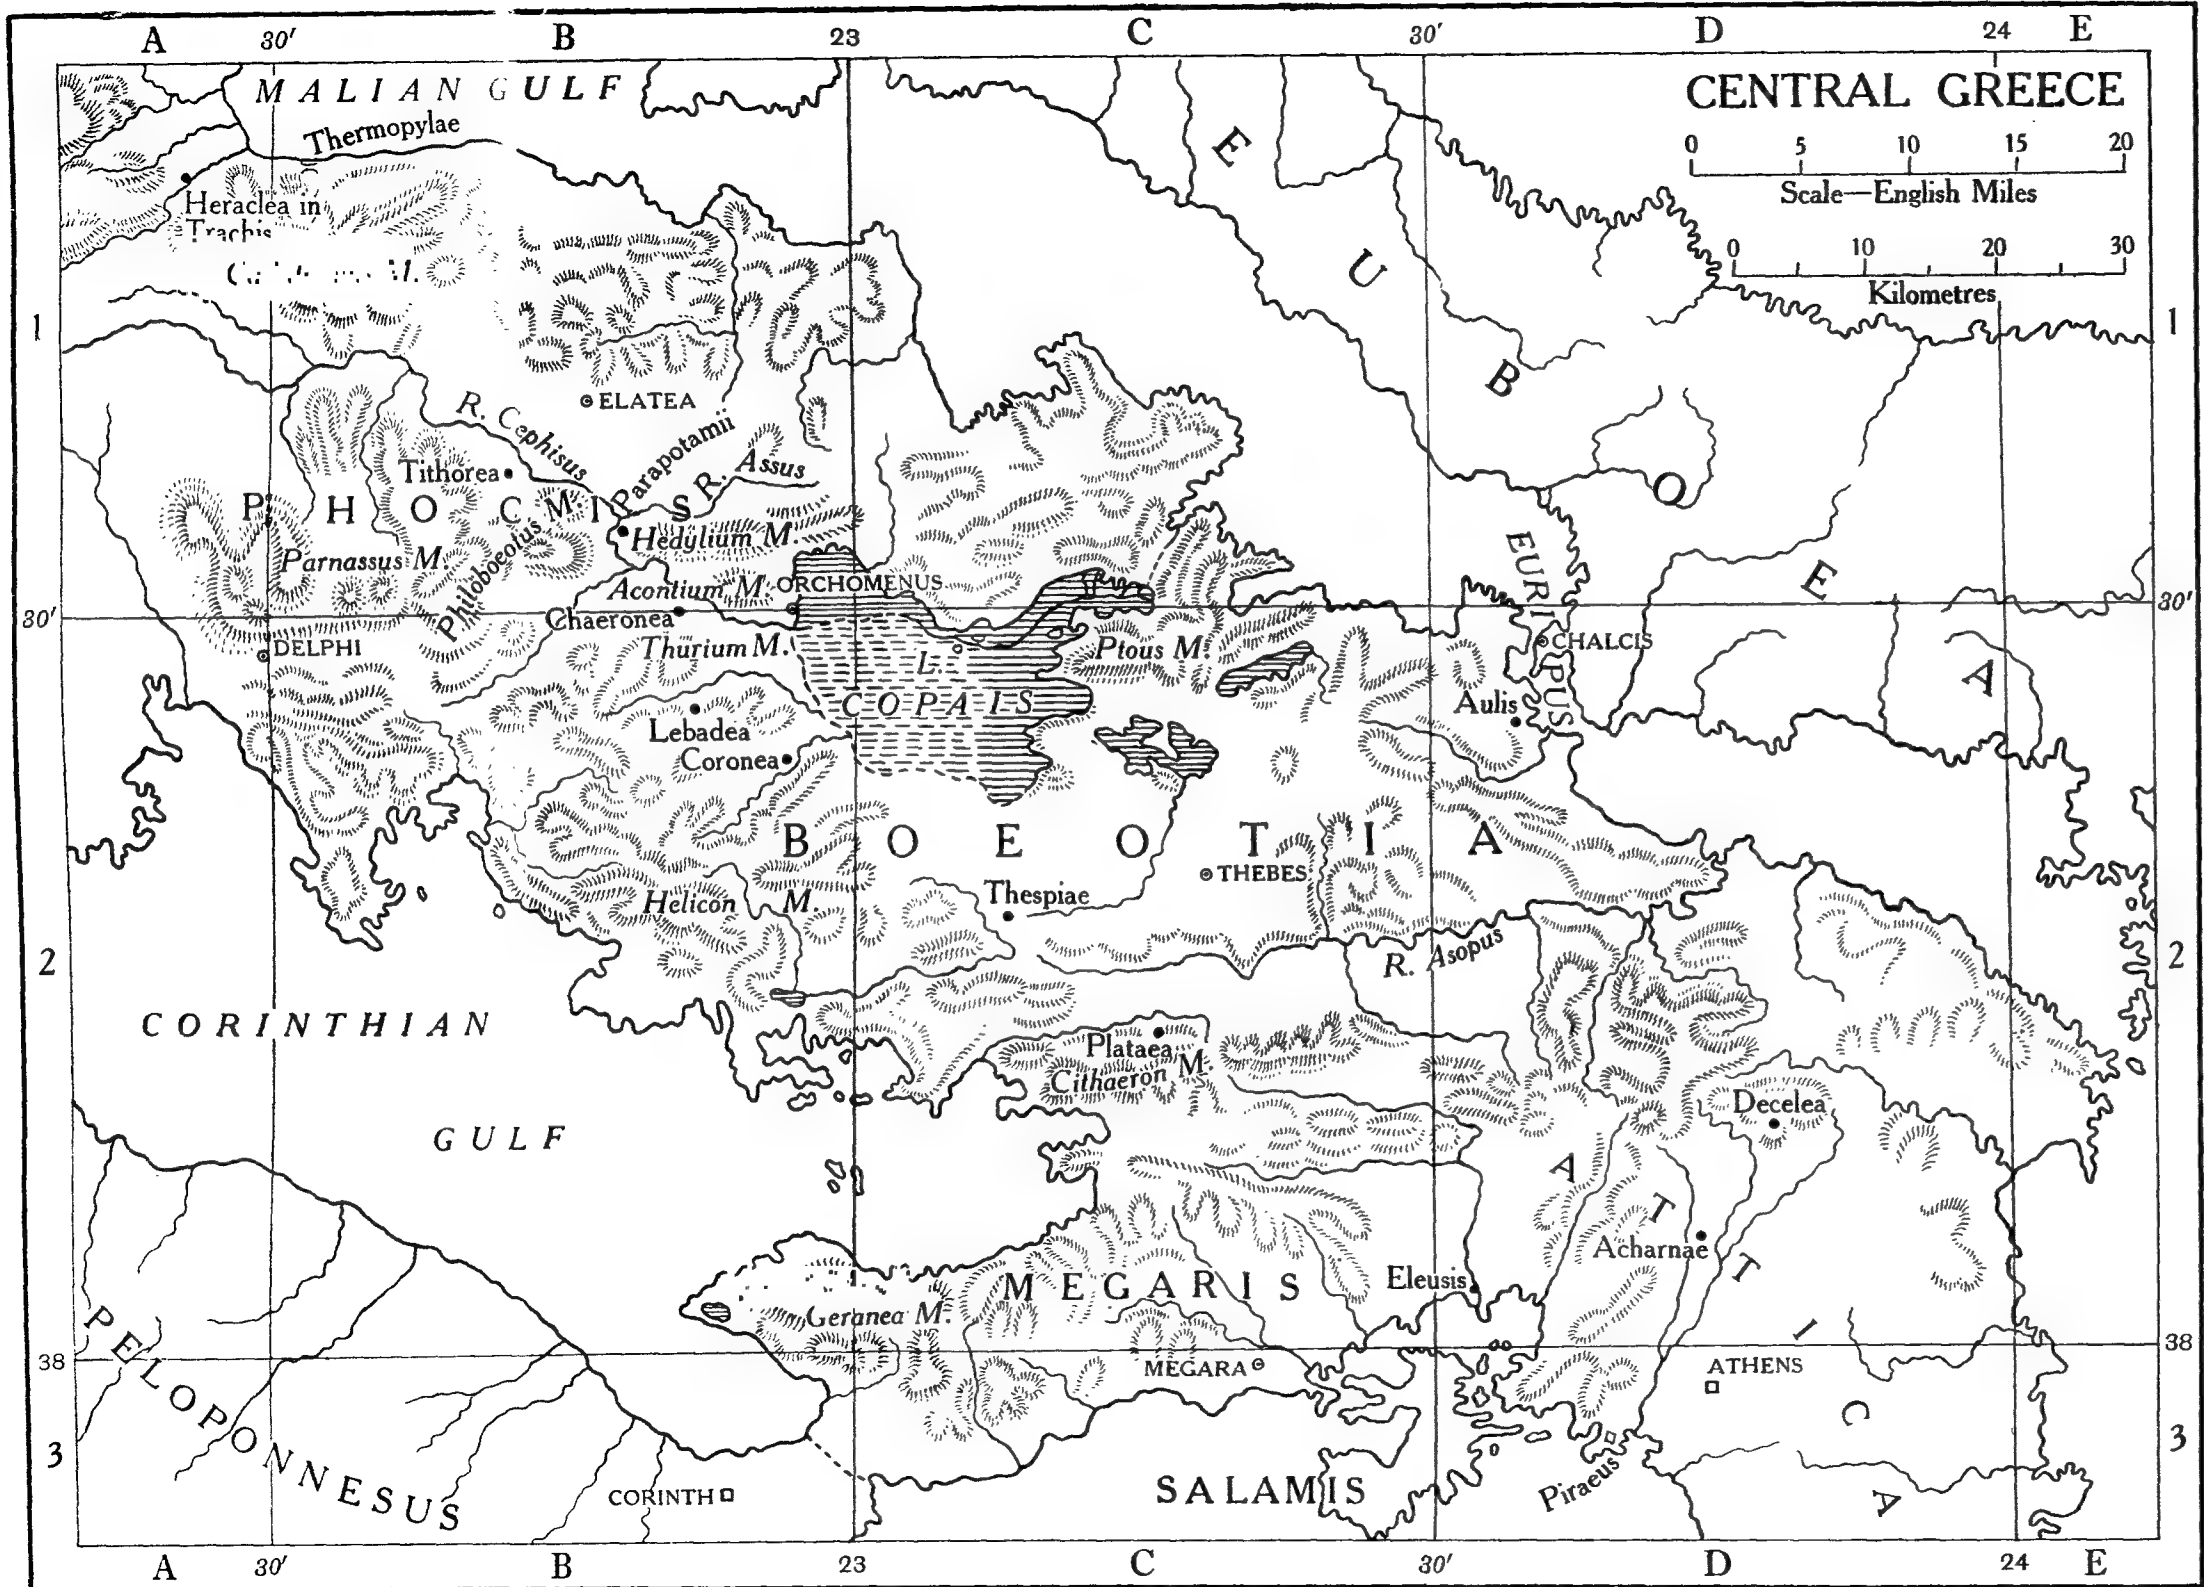 A 30' B 23 C 30' D 24 E
MALIAN GULF
CENTRAL GREECE
0 5 10 15 20
Scale—English Miles
0 10 20 30
Kilometres
Thermopylae
Heraclea in
Trachis
M.
EUBOEA
1 1
ELATEA
R. Cephisus
Parapotamii
R. Assus
Tithorea
PHOCIS
Philoboeotus M.
Hedylium M.
Parnassus M.
Acontium M.
ORCHOMENUS
EURIPUS
30' 30'
Chaeronea
DELPHI
Thurium M.
L.
COPAIS
Ptous M.
CHALCIS
Aulis
Lebadea
Coronea
BOEOTIA
THEBES
Helicon M.
Thespiae
R. Asopus
2 2
CORINTHIAN
GULF
Plataea
Cithaeron M.
Decelea
ATTICA
Acharnae
MEGARIS
Eleusis
Geranea M.
38 38
MEGARA
ATHENS
PELOPONNESUS
3 3
CORINTH
SALAMIS
Piraeus
A 30' B 23 C 30' D 24 E